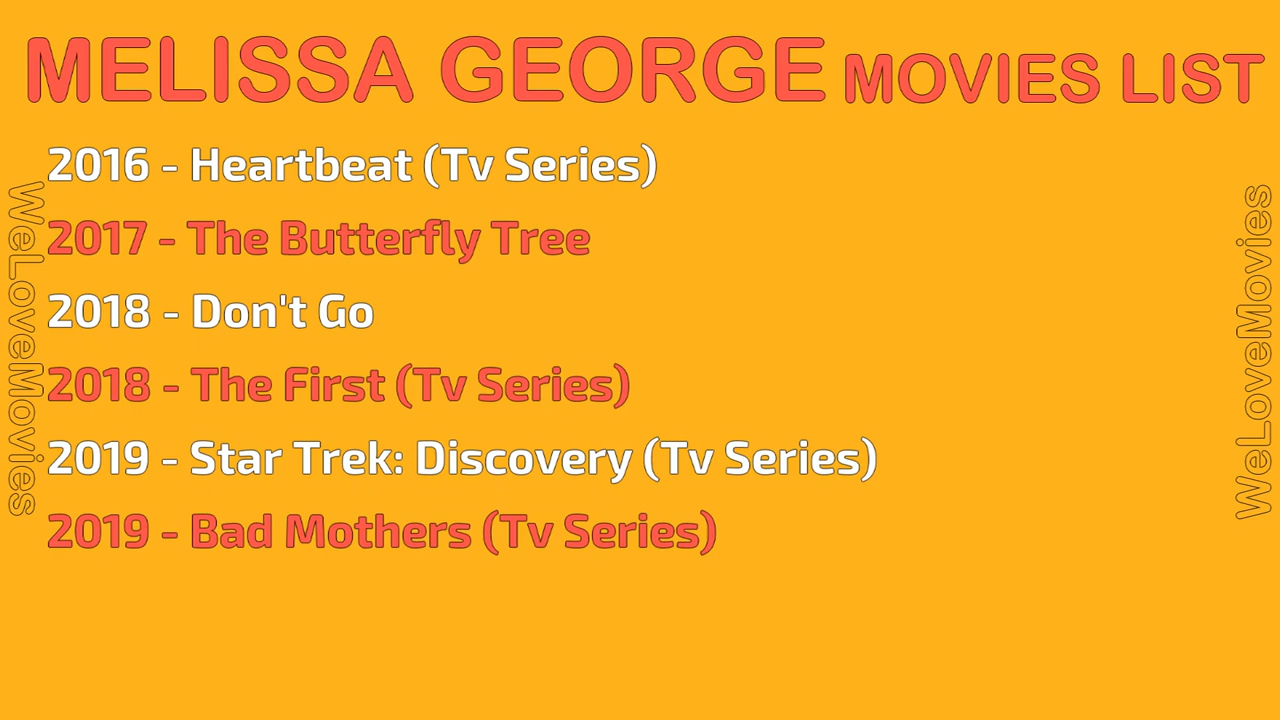 MELISSA GEORGE MOVIES LIST
2016 - Heartbeat (Tv Series)
2017 - The Butterfly Tree
2018 - Don't Go
2018 - The First (Tv Series)
2019 - Star Trek: Discovery (Tv Series)
2019 - Bad Mothers (Tv Series)
WeLoveMovies
WeLoveMovies